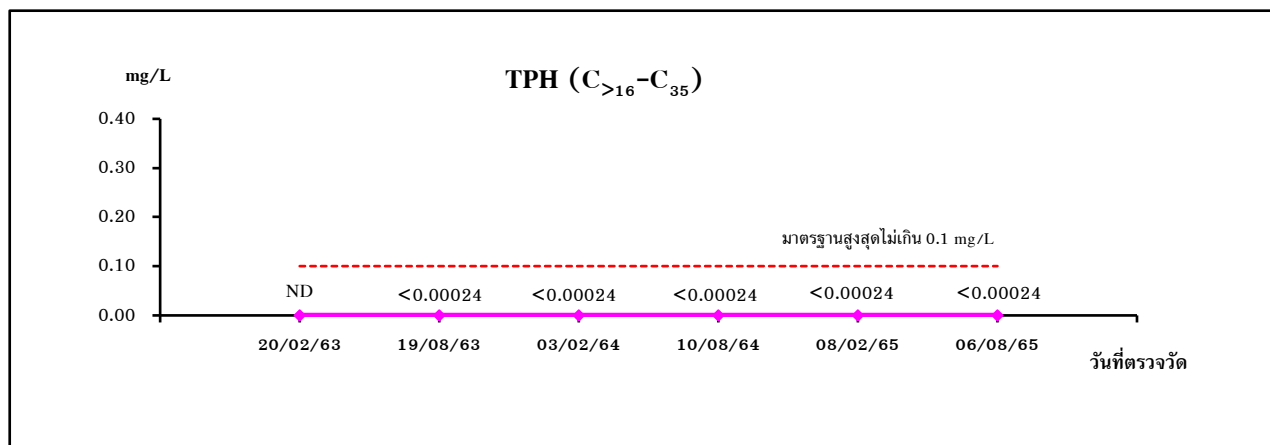 mg/L
TPH (C>16-C35)
0.40
0.30
0.20
มาตรฐานสูงสุดไม่เกิน 0.1 mg/L
0.10
ND <0.00024 <0.00024 <0.00024 <0.00024 <0.00024
0.00
20/02/63 19/08/63 03/02/64 10/08/64 08/02/65 06/08/65
วันที่ตรวจวัด